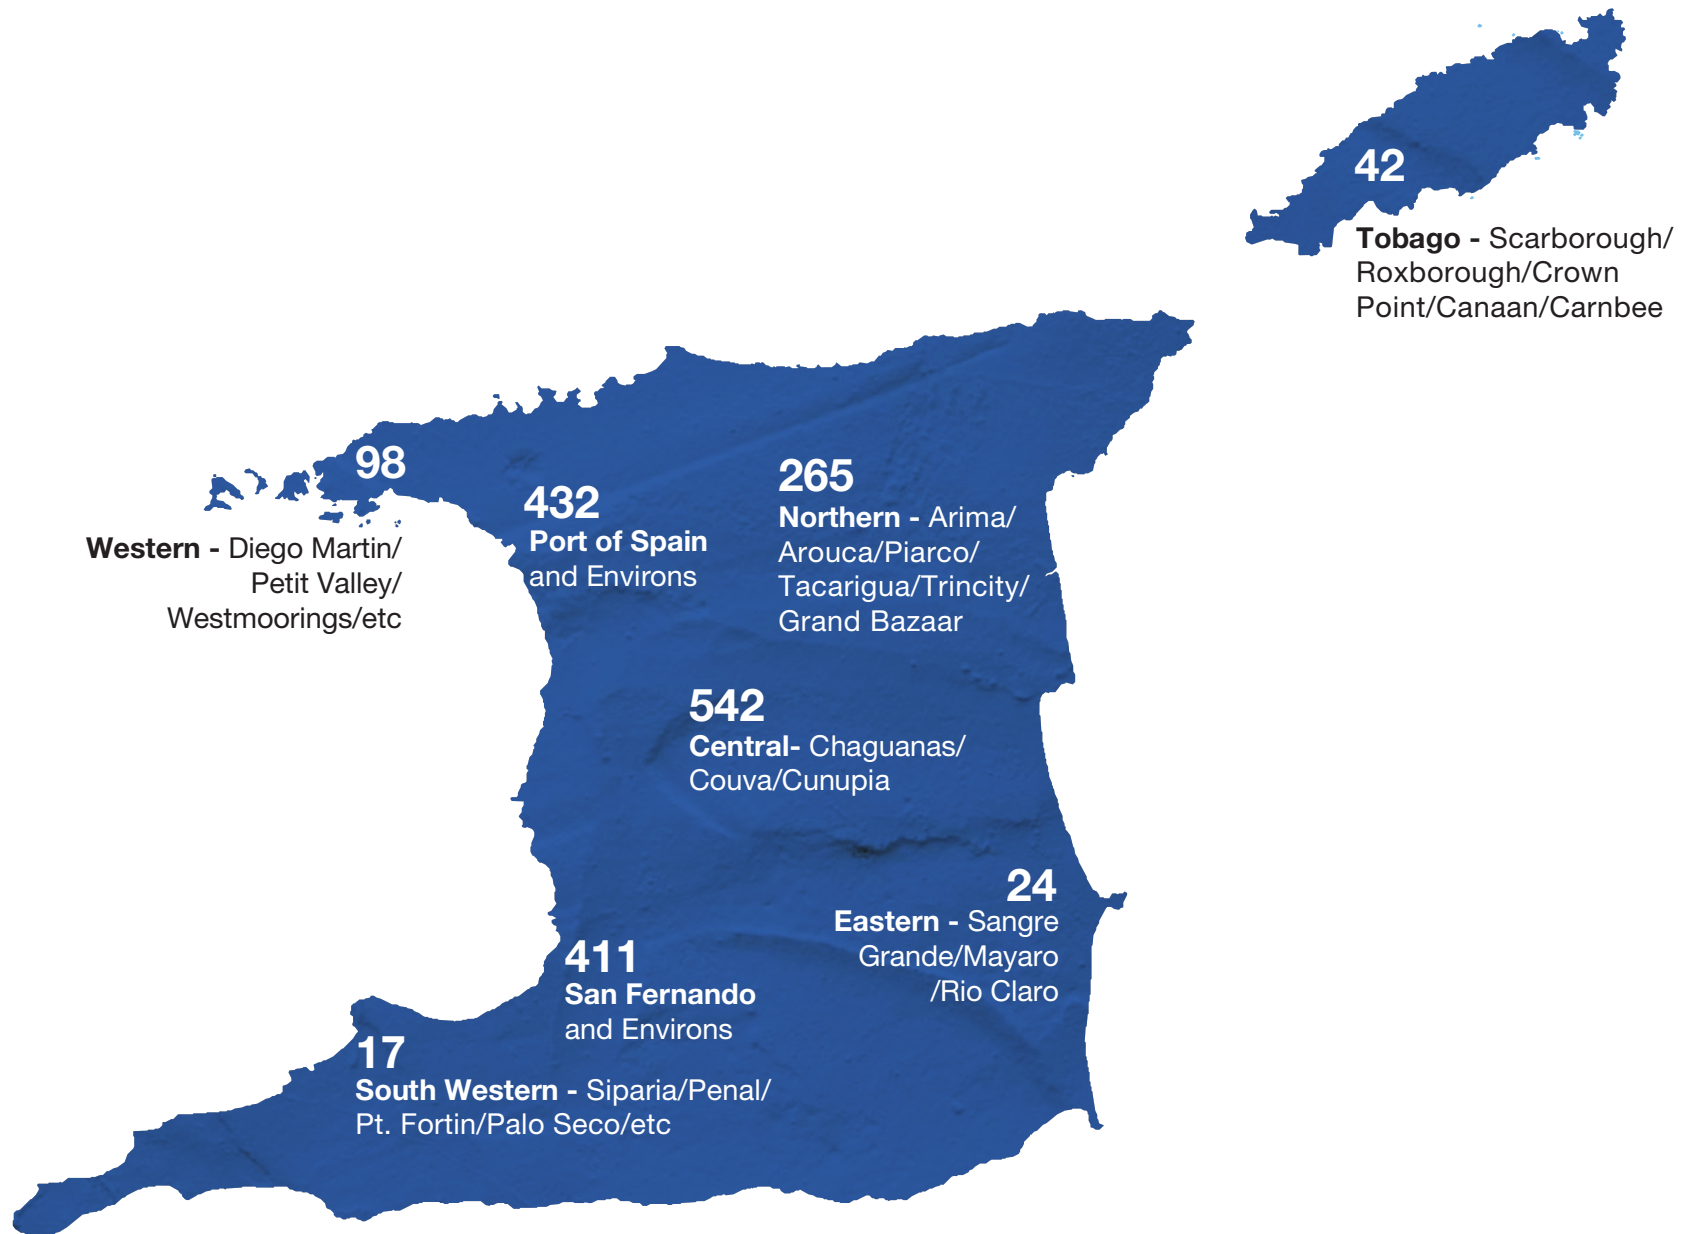 42
Tobago - Scarborough/
Roxborough/Crown
Point/Canaan/Carnbee
98
Western - Diego Martin/
Petit Valley/
Westmoorings/etc
432
Port of Spain
and Environs
265
Northern - Arima/
Arouca/Piarco/
Tacarigua/Trincity/
Grand Bazaar
542
Central- Chaguanas/
Couva/Cunupia
24
Eastern - Sangre
Grande/Mayaro
/Rio Claro
411
San Fernando
and Environs
17
South Western - Siparia/Penal/
Pt. Fortin/Palo Seco/etc